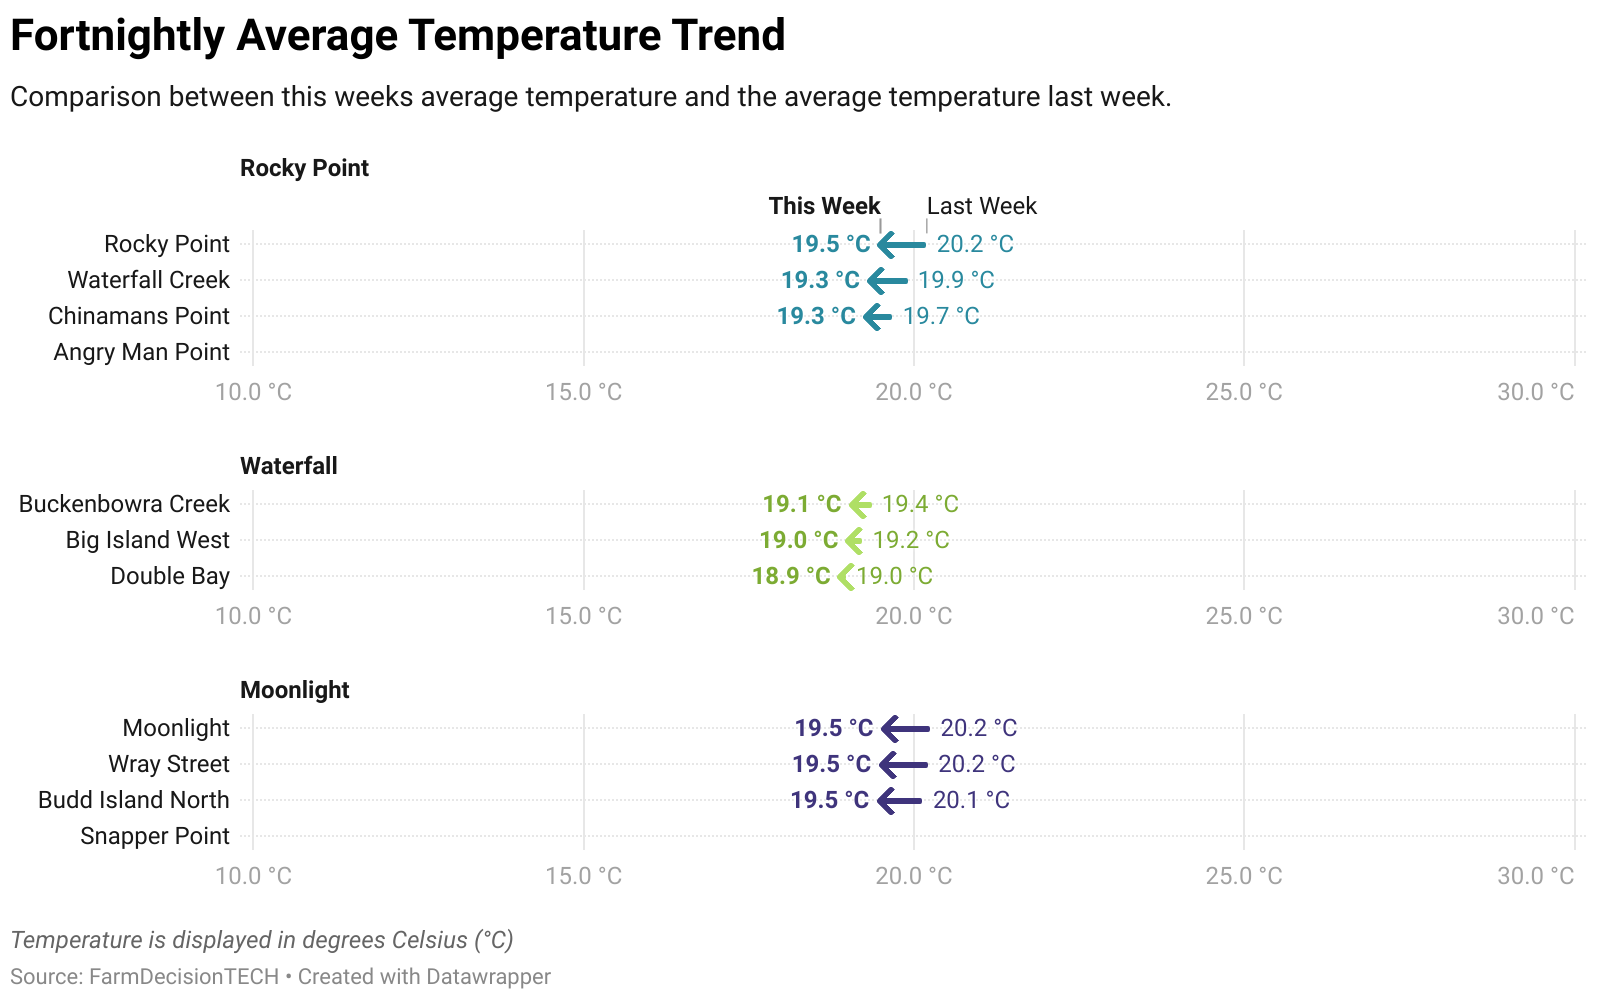 Fortnightly Average Temperature Trend
Comparison between this weeks average temperature and the average temperature last week.
Rocky Point
This Week Last Week
Rocky Point 19.5 °C 20.2 °C
Waterfall Creek 19.3 °C 19.9 °C
Chinamans Point 19.3 °C 19.7 °C
Angry Man Point
10.0 °C 15.0 °C 20.0 °C 25.0 °C 30.0 °C
Waterfall
Buckenbowra Creek 19.1 °C 19.4 °C
Big Island West 19.0 °C 19.2 °C
Double Bay 18.9 °C 19.0 °C
10.0 °C 15.0 °C 20.0 °C 25.0 °C 30.0 °C
Moonlight
Moonlight 19.5 °C 20.2 °C
Wray Street 19.5 °C 20.2 °C
Budd Island North 19.5 °C 20.1 °C
Snapper Point
10.0 °C 15.0 °C 20.0 °C 25.0 °C 30.0 °C
Temperature is displayed in degrees Celsius (°C)
Source: FarmDecisionTECH • Created with Datawrapper